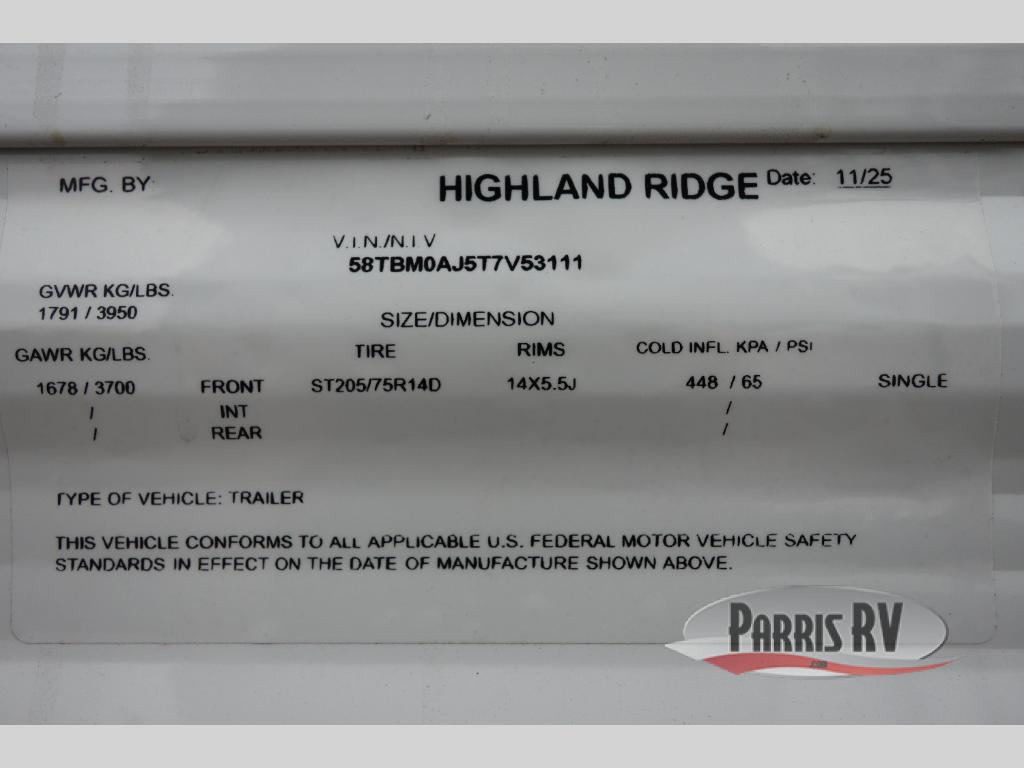 MFG. BY: HIGHLAND RIDGE Date: 11/25
V.I.N./N.I.V
58TBM0AJ5T7V53111
GVWR KG/LBS.
1791 / 3950
SIZE/DIMENSION
GAWR KG/LBS. TIRE RIMS COLD INFL. KPA / PSI
1678 / 3700 FRONT ST205/75R14D 14X5.5J 448 / 65 SINGLE
/ INT /
/ REAR /
TYPE OF VEHICLE: TRAILER
THIS VEHICLE CONFORMS TO ALL APPLICABLE U.S. FEDERAL MOTOR VEHICLE SAFETY
STANDARDS IN EFFECT ON THE DATE OF MANUFACTURE SHOWN ABOVE.
PARRIS RV
.com